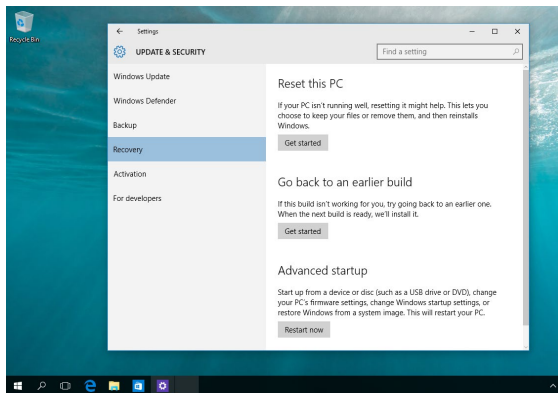 Recycle Bin
Settings
UPDATE & SECURITY
Find a setting
Windows Update
Windows Defender
Backup
Recovery
Activation
For developers
Reset this PC
If your PC isn't running well, resetting it might help. This lets you
choose to keep your files or remove them, and then reinstalls
Windows.
Get started
Go back to an earlier build
If this build isn't working for you, try going back to an earlier one.
When the next build is ready, we'll install it.
Get started
Advanced startup
Start up from a device or disc (such as a USB drive or DVD), change
your PC's firmware settings, change Windows startup settings, or
restore Windows from a system image. This will restart your PC.
Restart now